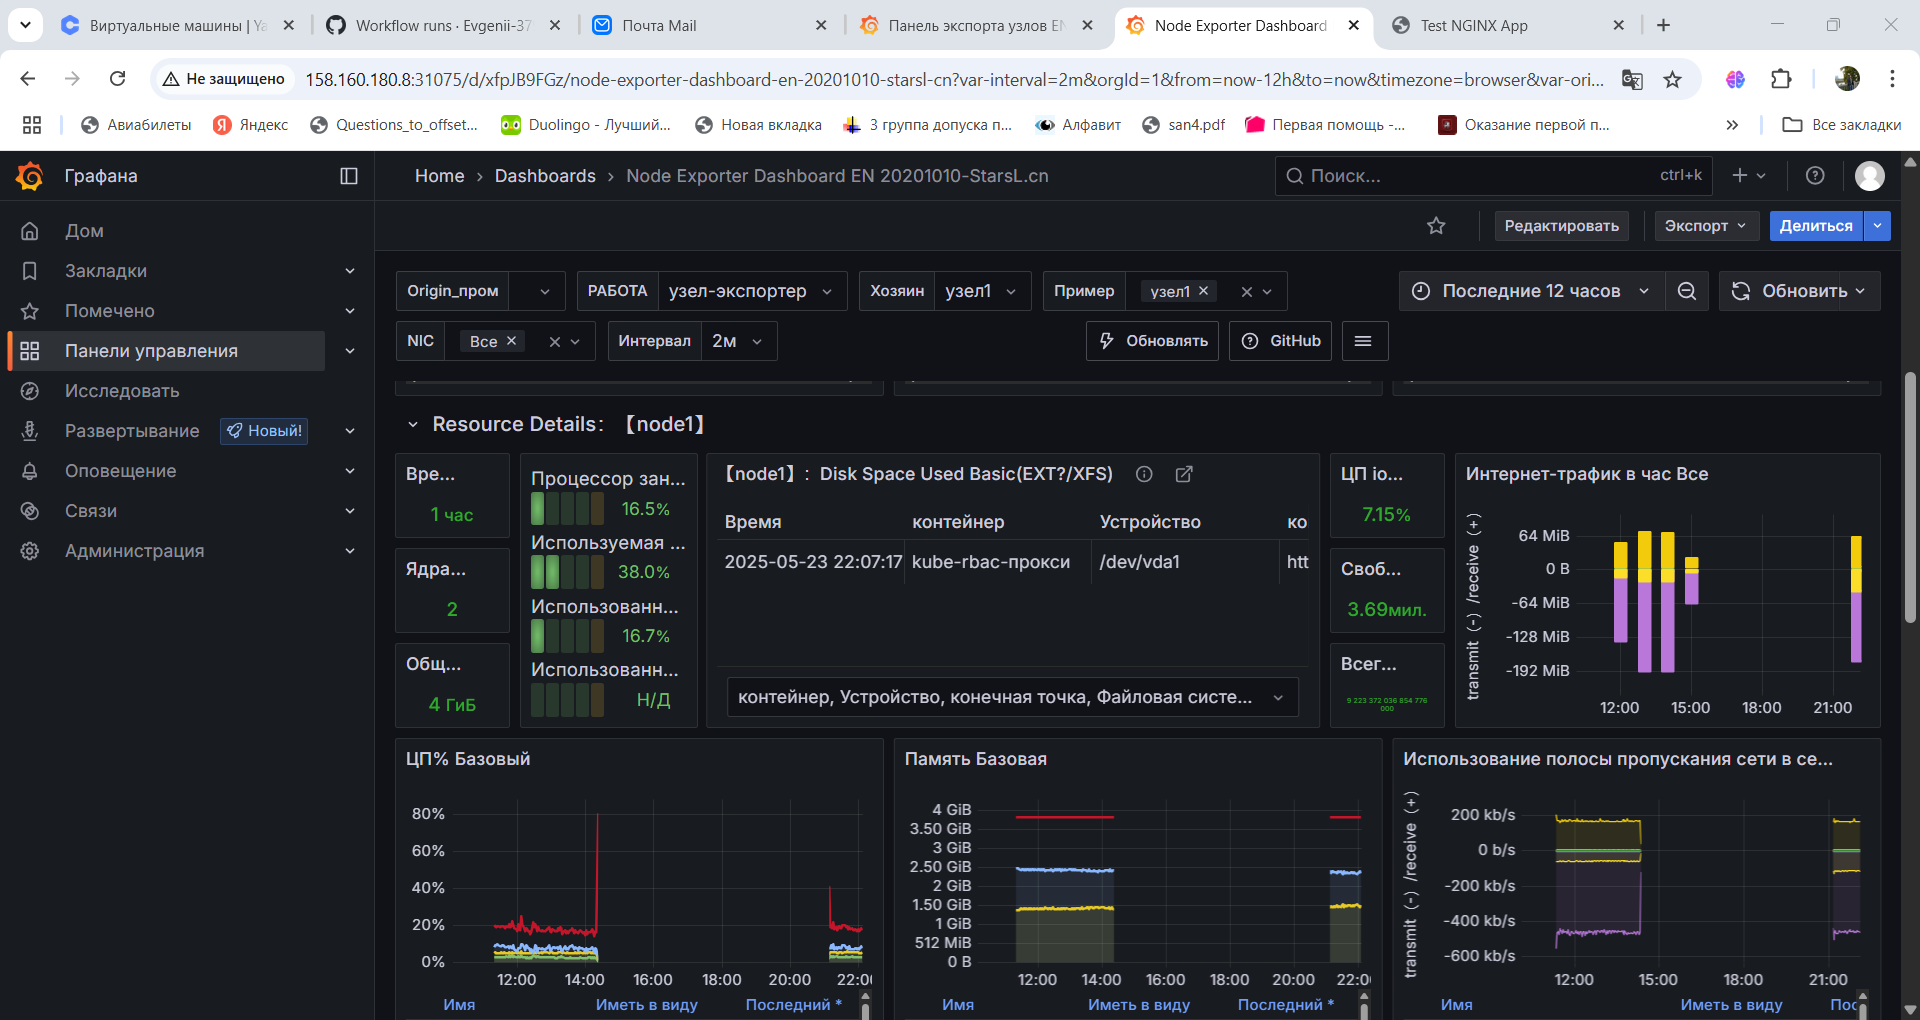 Виртуальные машины | Ya
Workflow runs · Evgenii-37
Почта Mail
Панель экспорта узлов EN
Node Exporter Dashboard
Test NGINX App
Не защищено
158.160.180.8:31075/d/xfpJB9FGz/node-exporter-dashboard-en-20201010-starsl-cn?var-interval=2m&orgId=1&from=now-12h&to=now&timezone=browser&var-ori...
Авиабилеты
Яндекс
Questions_to_offset...
Duolingo - Лучший...
Новая вкладка
3 группа допуска п...
Алфавит
san4.pdf
Первая помощь -...
Оказание первой п...
»
Все закладки
Графана
Home › Dashboards › Node Exporter Dashboard EN 20201010-StarsL.cn
Поиск...
ctrl+k
Дом
Закладки
Помечено
Панели управления
Исследовать
Развертывание
Новый!
Оповещение
Связи
Администрация
Редактировать
Экспорт
Делиться
Origin_пром
РАБОТА
узел-экспортер
Хозяин
узел1
Пример
узел1
Последние 12 часов
Обновить
NIC
Все
Интервал
2м
Обновлять
GitHub
Resource Details: 【node1】
Вре...
1 час
Ядра...
2
Общ...
4 ГиБ
Процессор зан...
16.5%
Используемая ...
38.0%
Использованн...
16.7%
Использованн...
Н/Д
【node1】: Disk Space Used Basic(EXT?/XFS)
Время
контейнер
Устройство
ко
2025-05-23 22:07:17
kube-rbac-прокси
/dev/vda1
htt
контейнер, Устройство, конечная точка, Файловая систе...
ЦП io...
7.15%
Своб...
3.69мил.
Всег...
9 223 372 036 854 776
000
Интернет-трафик в час Все
transmit (-) /receive (+)
64 MiB
0 B
-64 MiB
-128 MiB
-192 MiB
12:00
15:00
18:00
21:00
ЦП% Базовый
80%
60%
40%
20%
0%
12:00
14:00
16:00
18:00
20:00
22:00
Имя
Иметь в виду
Последний *
Память Базовая
4 GiB
3.50 GiB
3 GiB
2.50 GiB
2 GiB
1.50 GiB
1 GiB
512 MiB
0 B
12:00
14:00
16:00
18:00
20:00
22:00
Имя
Иметь в виду
Последний *
Использование полосы пропускания сети в се...
transmit (-) /receive (+)
200 kb/s
0 b/s
-200 kb/s
-400 kb/s
-600 kb/s
12:00
15:00
18:00
21:00
Имя
Иметь в виду
Пос